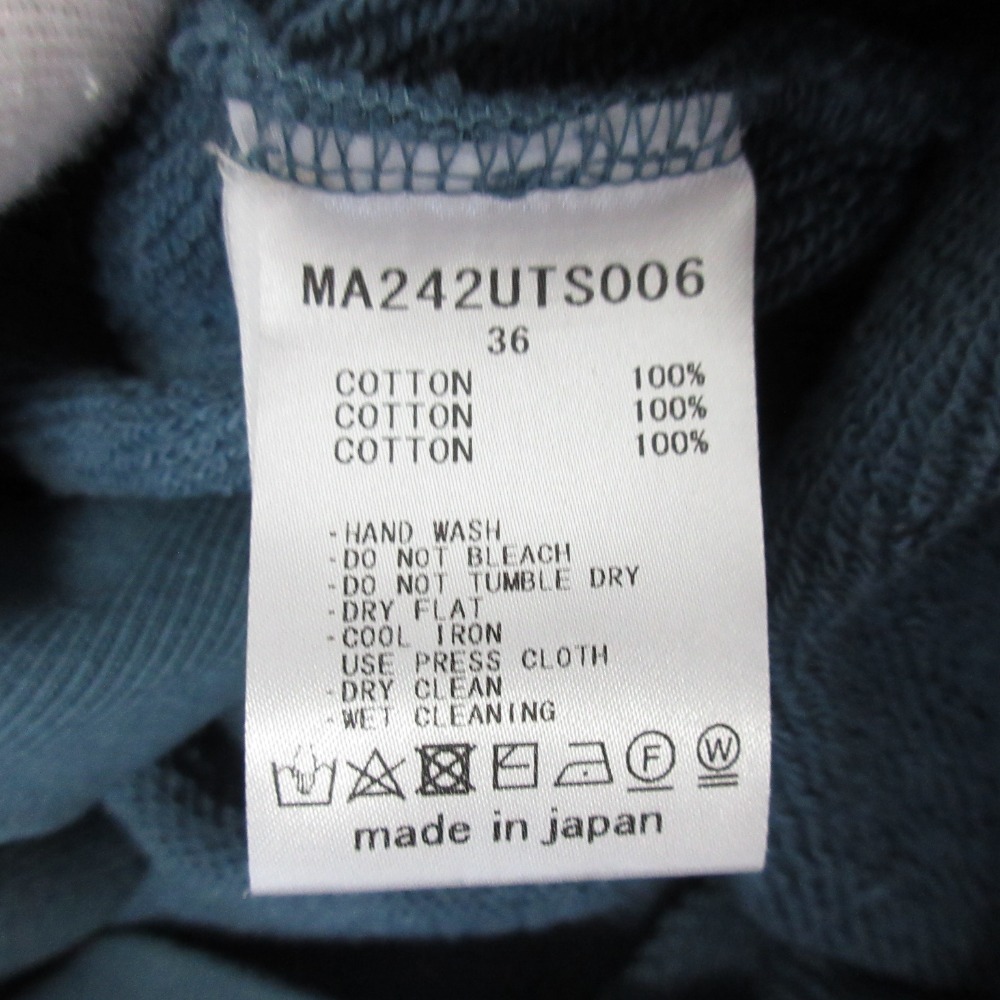 MA242UTS006
36
COTTON 100%
COTTON 100%
COTTON 100%
-HAND WASH
-DO NOT BLEACH
-DO NOT TUMBLE DRY
-DRY FLAT
-COOL IRON
USE PRESS CLOTH
-DRY CLEAN
-WET CLEANING
F W
made in japan